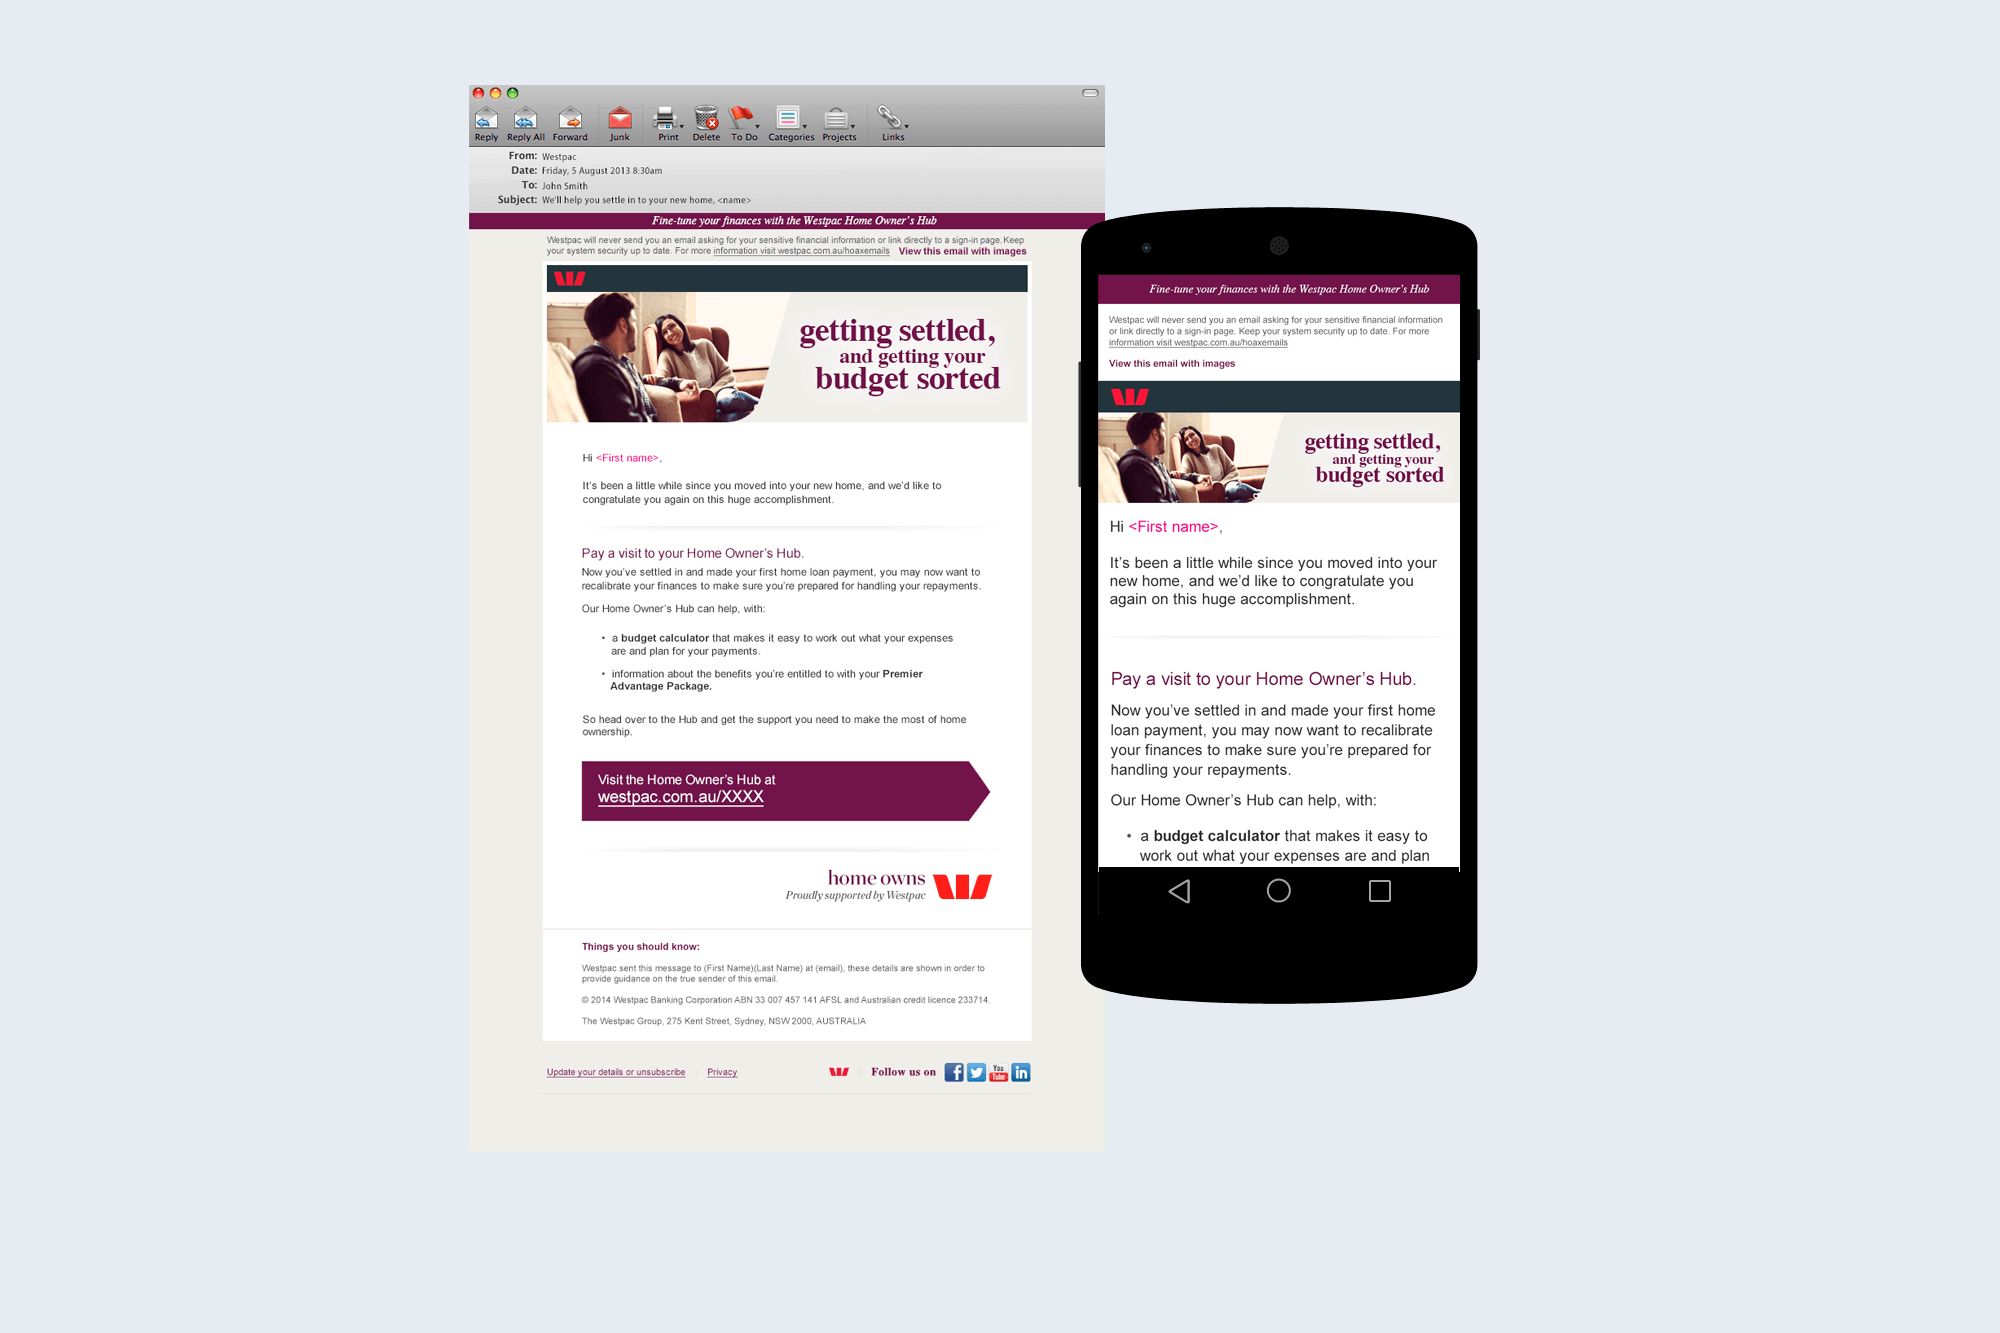 Reply Reply All Forward Junk Print Delete To Do Categories Projects Links
From: Westpac
Date: Friday, 5 August 2013 8:30am
To: John Smith
Subject: We'll help you settle in to your new home, <name>
Fine-tune your finances with the Westpac Home Owner's Hub
Westpac will never send you an email asking for your sensitive financial information or link directly to a sign-in page. Keep
your system security up to date. For more information visit westpac.com.au/hoaxemails View this email with images
getting settled,
and getting your
budget sorted
Hi <First name>,
It's been a little while since you moved into your new home, and we'd like to
congratulate you again on this huge accomplishment.
Pay a visit to your Home Owner's Hub.
Now you've settled in and made your first home loan payment, you may now want to
recalibrate your finances to make sure you're prepared for handling your repayments.
Our Home Owner's Hub can help, with:
• a budget calculator that makes it easy to work out what your expenses
are and plan for your payments.
• information about the benefits you're entitled to with your Premier
Advantage Package.
So head over to the Hub and get the support you need to make the most of home
ownership.
Visit the Home Owner's Hub at
westpac.com.au/XXXX
home owns
Proudly supported by Westpac
Things you should know:
Westpac sent this message to (First Name)(Last Name) at (email), these details are shown in order to
provide guidance on the true sender of this email.
© 2014 Westpac Banking Corporation ABN 33 007 457 141 AFSL and Australian credit licence 233714.
The Westpac Group, 275 Kent Street, Sydney, NSW 2000, AUSTRALIA
Update your details or unsubscribe Privacy Follow us on You Tube in
Fine-tune your finances with the Westpac Home Owner's Hub
Westpac will never send you an email asking for your sensitive financial information
or link directly to a sign-in page. Keep your system security up to date. For more
information visit westpac.com.au/hoaxemails
View this email with images
getting settled,
and getting your
budget sorted
Hi <First name>,
It's been a little while since you moved into your
new home, and we'd like to congratulate you
again on this huge accomplishment.
Pay a visit to your Home Owner's Hub.
Now you've settled in and made your first home
loan payment, you may now want to recalibrate
your finances to make sure you're prepared for
handling your repayments.
Our Home Owner's Hub can help, with:
• a budget calculator that makes it easy to
work out what your expenses are and plan